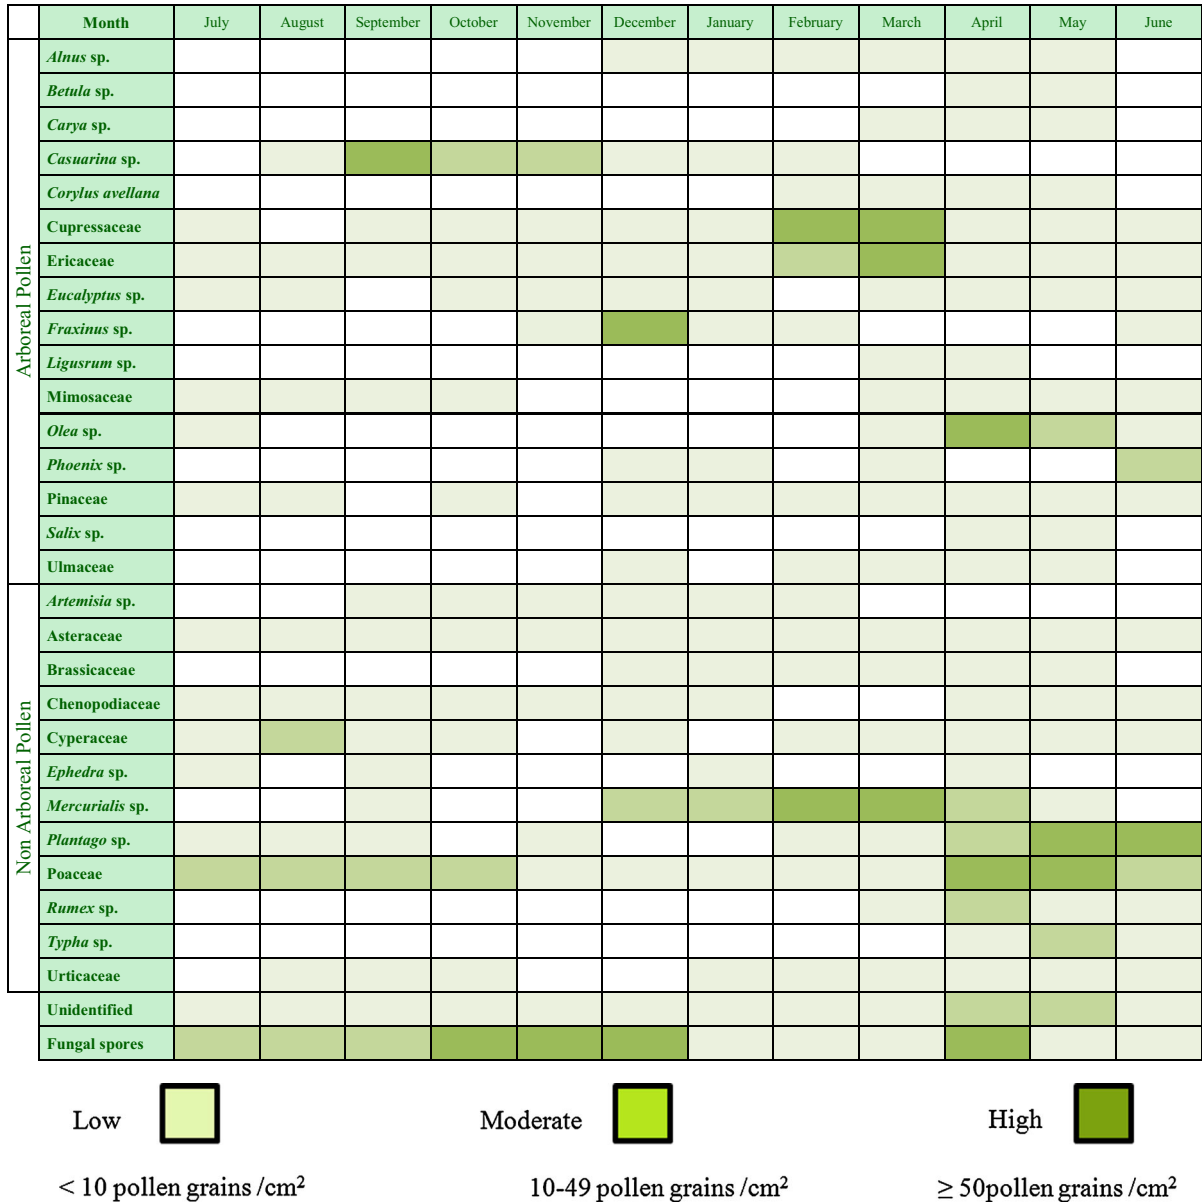 Month July August September October November December January February March April May June
Arboreal Pollen
Alnus sp.
Betula sp.
Carya sp.
Casuarina sp.
Corylus avellana
Cupressaceae
Ericaceae
Eucalyptus sp.
Fraxinus sp.
Ligusrum sp.
Mimosaceae
Olea sp.
Phoenix sp.
Pinaceae
Salix sp.
Ulmaceae
Non Arboreal Pollen
Artemisia sp.
Asteraceae
Brassicaceae
Chenopodiaceae
Cyperaceae
Ephedra sp.
Mercurialis sp.
Plantago sp.
Poaceae
Rumex sp.
Typha sp.
Urticaceae
Unidentified
Fungal spores
Low Moderate High
< 10 pollen grains /cm² 10-49 pollen grains /cm² ≥ 50pollen grains /cm²